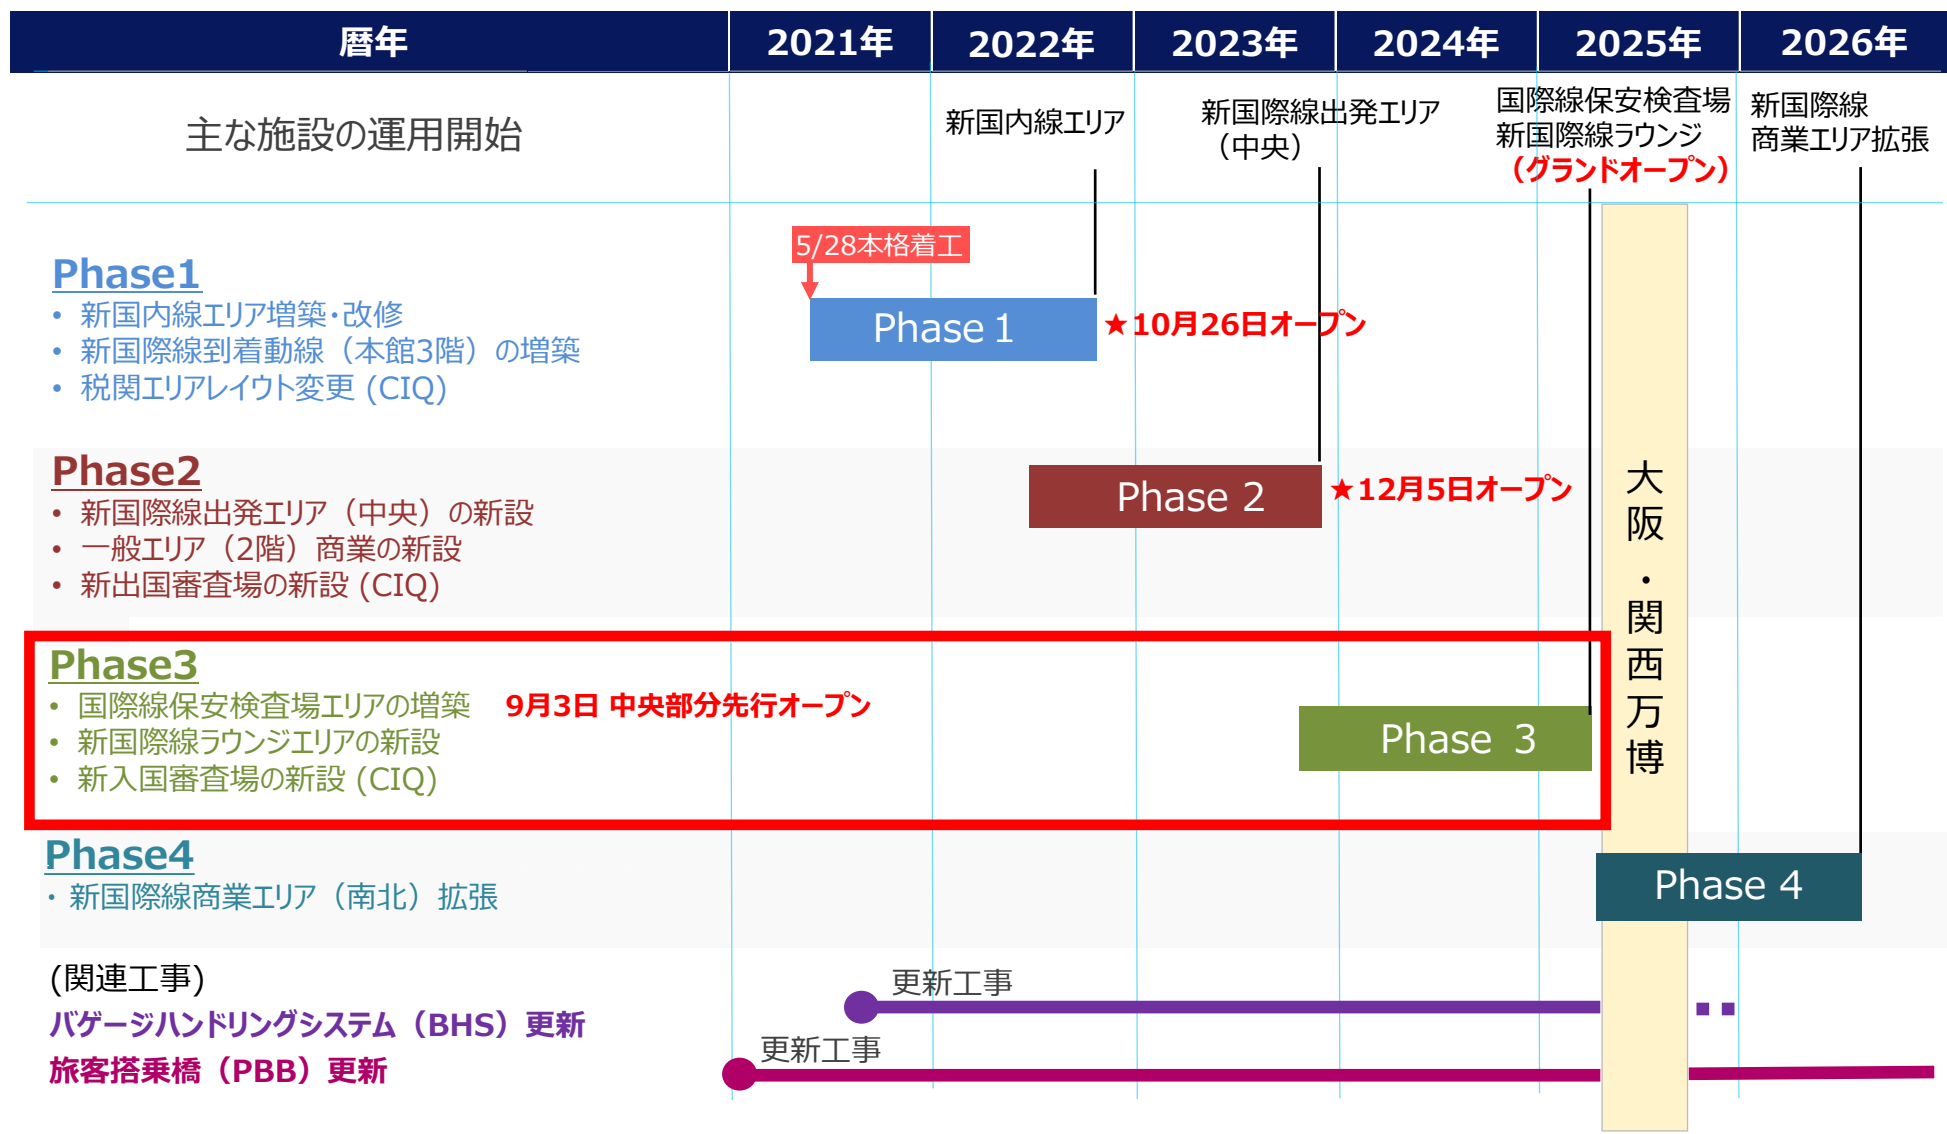 暦年
2021年
2022年
2023年
2024年
2025年
2026年
主な施設の運用開始
新国内線エリア
新国際線出発エリア
（中央）
国際線保安検査場
新国際線ラウンジ
（グランドオープン）
新国際線
商業エリア拡張
5/28本格着工
Phase1
• 新国内線エリア増築・改修
• 新国際線到着動線（本館3階）の増築
• 税関エリアレイウト変更 (CIQ)
Phase 1
★10月26日オープン
Phase2
• 新国際線出発エリア（中央）の新設
• 一般エリア（2階）商業の新設
• 新出国審査場の新設 (CIQ)
Phase 2
★12月5日オープン
大阪・関西万博
Phase3
• 国際線保安検査場エリアの増築
9月3日 中央部分先行オープン
• 新国際線ラウンジエリアの新設
• 新入国審査場の新設 (CIQ)
Phase 3
Phase4
・新国際線商業エリア（南北）拡張
Phase 4
(関連工事)
バゲージハンドリングシステム（BHS）更新
更新工事
旅客搭乗橋（PBB）更新
更新工事